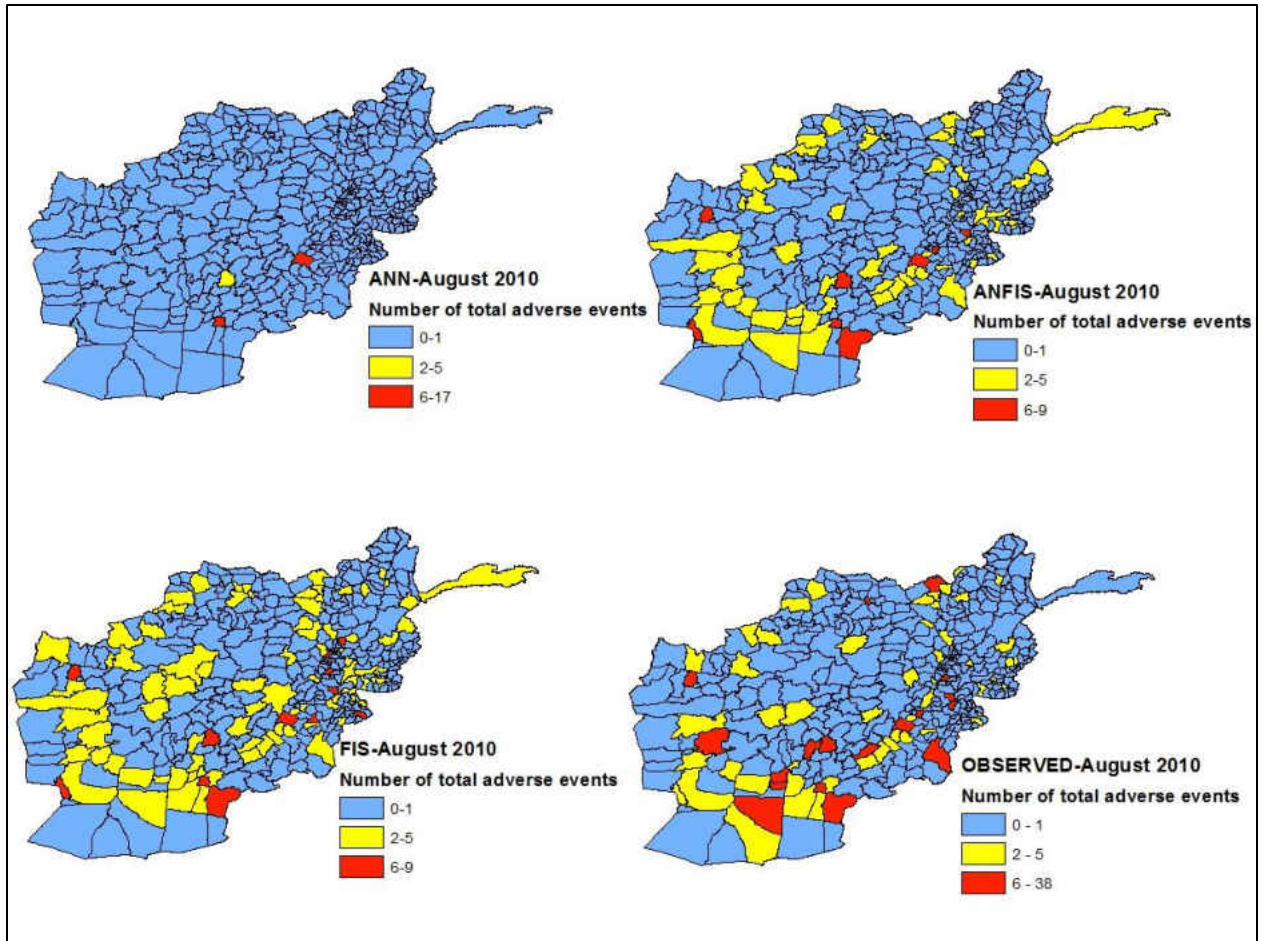 ANN-August 2010
Number of total adverse events
0-1
2-5
6-17
ANFIS-August 2010
Number of total adverse events
0-1
2-5
6-9
FIS-August 2010
Number of total adverse events
0-1
2-5
6-9
OBSERVED-August 2010
Number of total adverse events
0 - 1
2 - 5
6 - 38